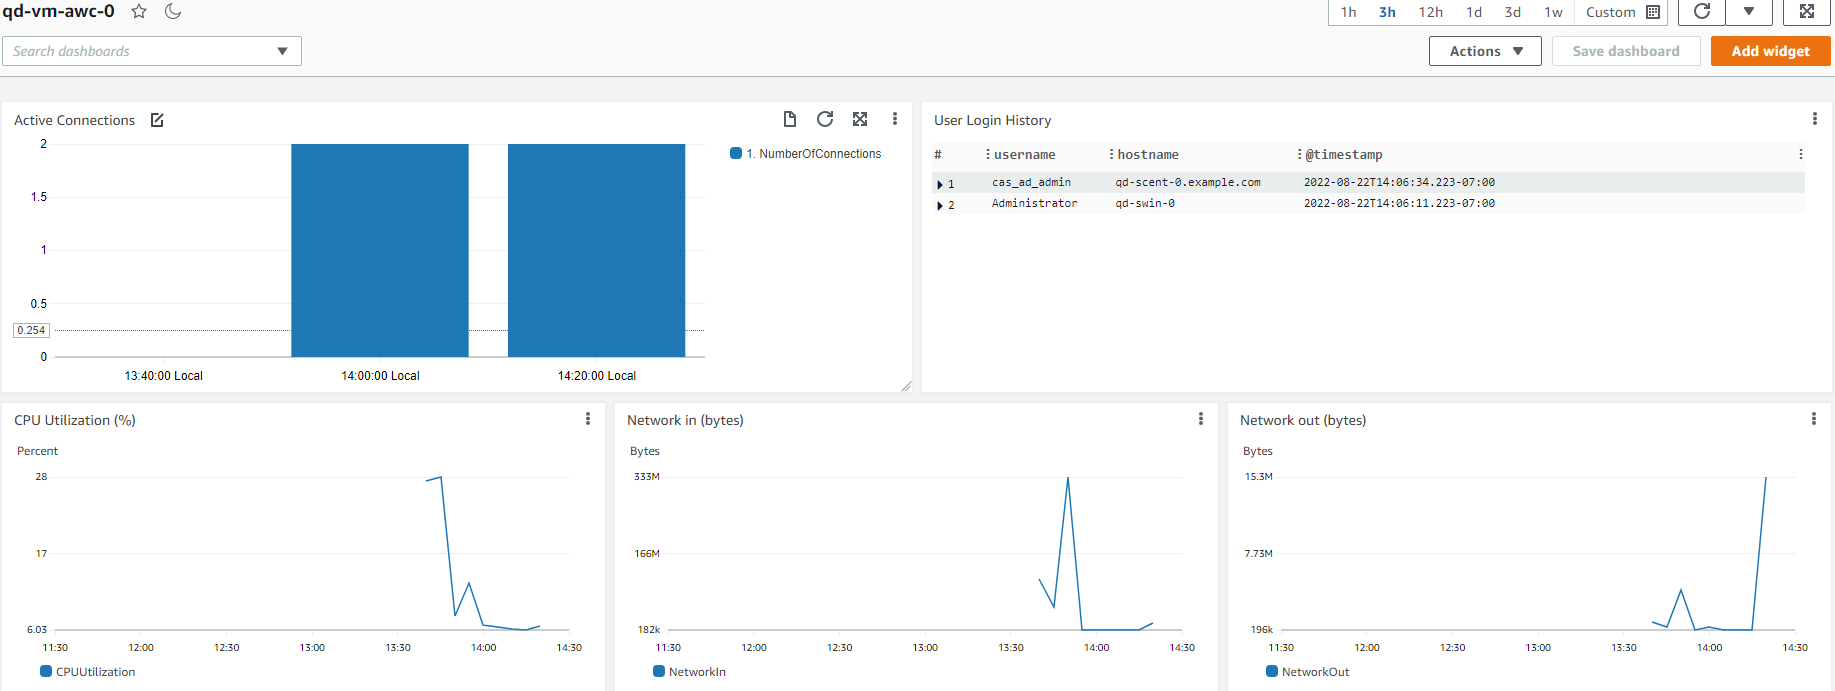 qd-vm-awc-0
1h 3h 12h 1d 3d 1w Custom
Search dashboards
Actions Save dashboard Add widget
Active Connections
2
1.5
1
0.5
0.254
0
13:40:00 Local 14:00:00 Local 14:20:00 Local
1. NumberOfConnections
User Login History
# username hostname @timestamp
1 cas_ad_admin qd-scent-0.example.com 2022-08-22T14:06:34.223-07:00
2 Administrator qd-swin-0 2022-08-22T14:06:11.223-07:00
CPU Utilization (%)
Percent
28
17
6.03
11:30 12:00 12:30 13:00 13:30 14:00 14:30
CPUUtilization
Network in (bytes)
Bytes
333M
166M
182k
11:30 12:00 12:30 13:00 13:30 14:00 14:30
NetworkIn
Network out (bytes)
Bytes
15.3M
7.73M
196k
11:30 12:00 12:30 13:00 13:30 14:00 14:30
NetworkOut